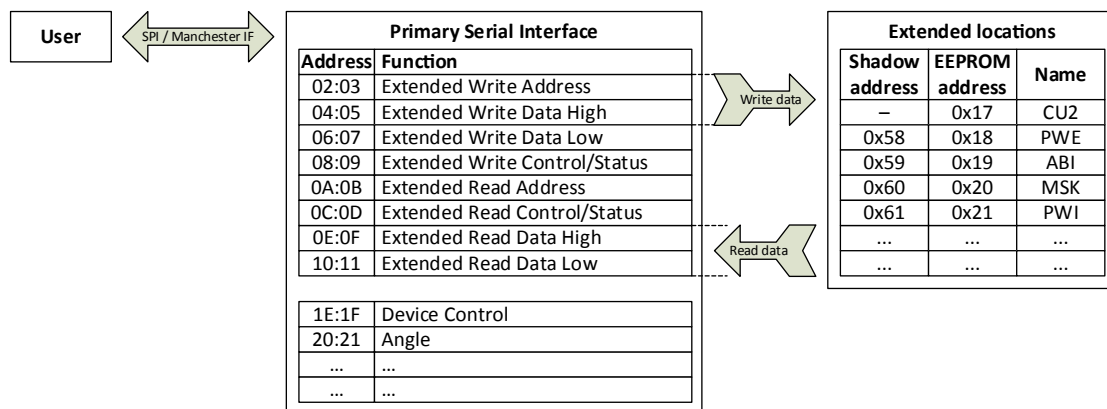 User
SPI / Manchester IF
Primary Serial Interface
Address Function
02:03 Extended Write Address
04:05 Extended Write Data High
06:07 Extended Write Data Low
08:09 Extended Write Control/Status
0A:0B Extended Read Address
0C:0D Extended Read Control/Status
0E:0F Extended Read Data High
10:11 Extended Read Data Low
1E:1F Device Control
20:21 Angle
... ...
... ...
Write data
Read data
Extended locations
Shadow address EEPROM address Name
– 0x17 CU2
0x58 0x18 PWE
0x59 0x19 ABI
0x60 0x20 MSK
0x61 0x21 PWI
... ... ...
... ... ...